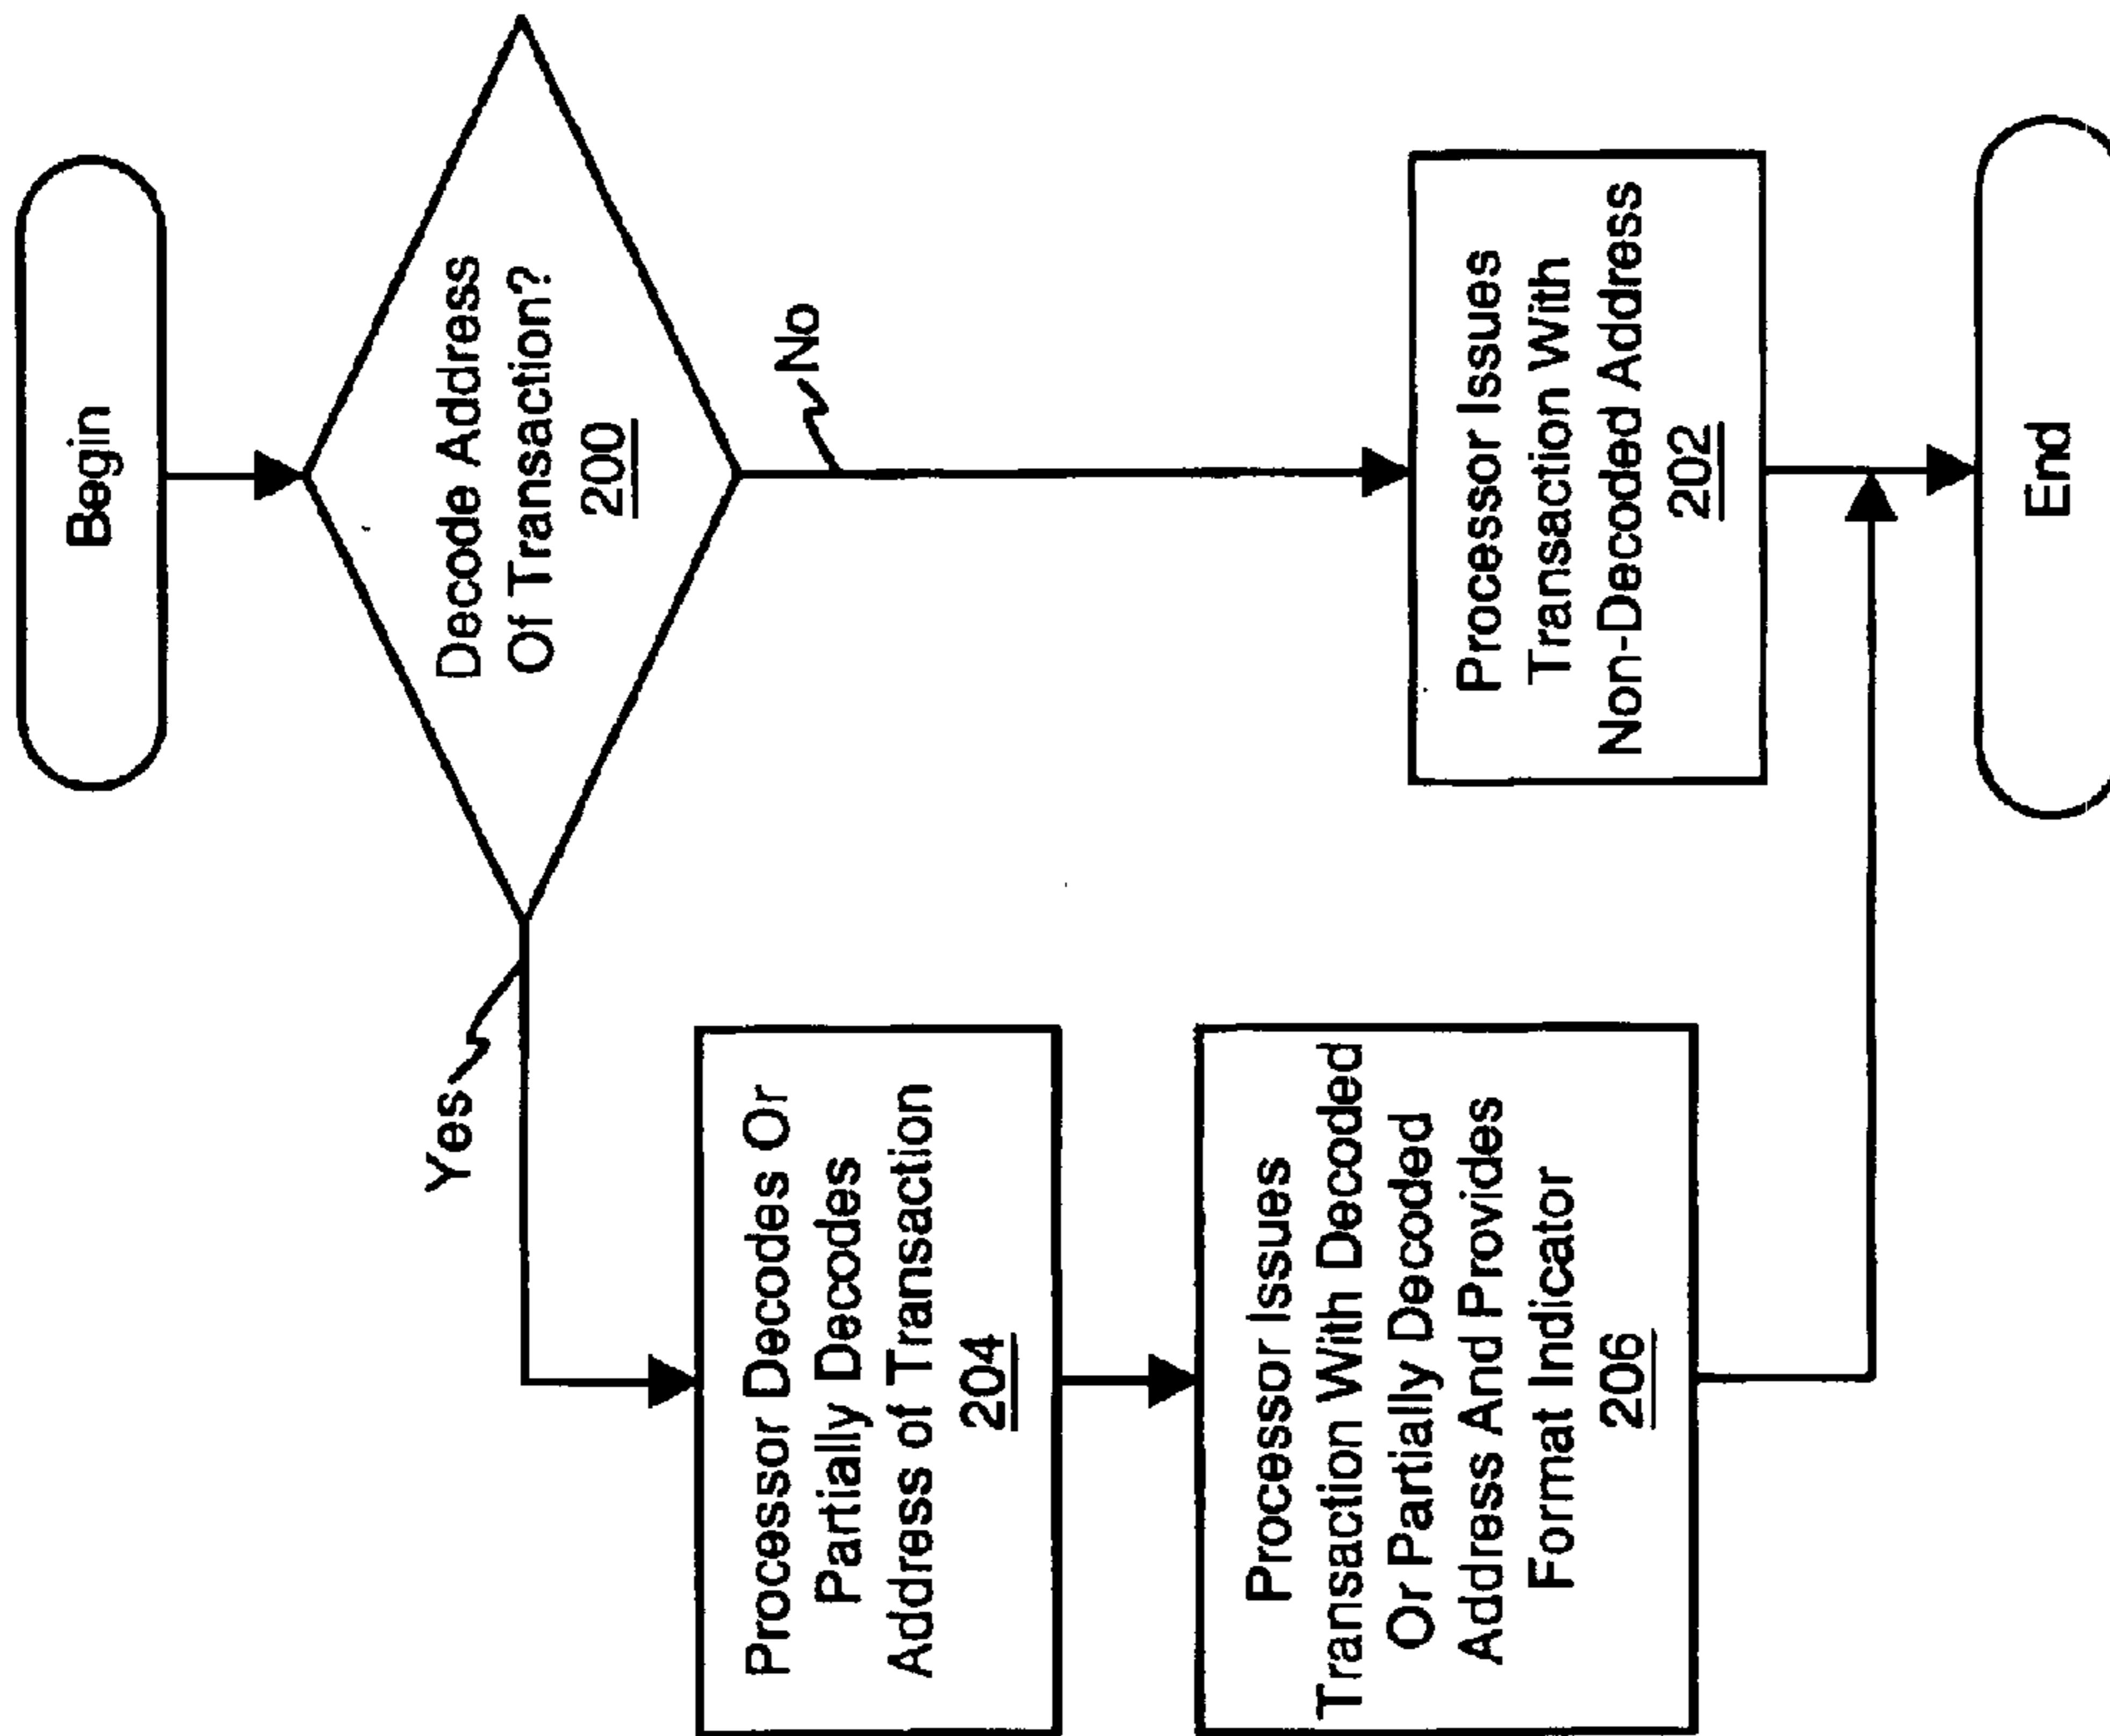 Begin
Decode Address
Of Transaction?
200
Yes
No
Processor Decodes Or
Partially Decodes
Address of Transaction
204
Processor Issues
Transaction With Decoded
Or Partially Decoded
Address And Provides
Format Indicator
206
Processor Issues
Transaction With
Non-Decoded Address
202
End